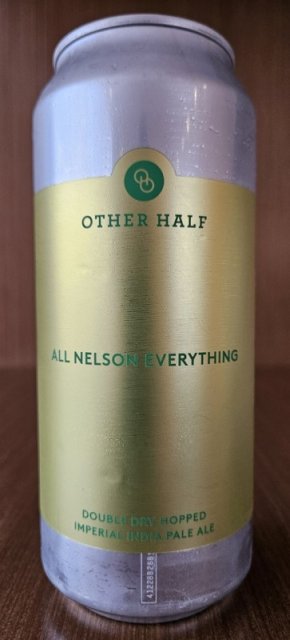 OTHER HALF
ALL NELSON EVERYTHING
DOUBLE DRY HOPPED
IMPERIAL INDIA PALE ALE